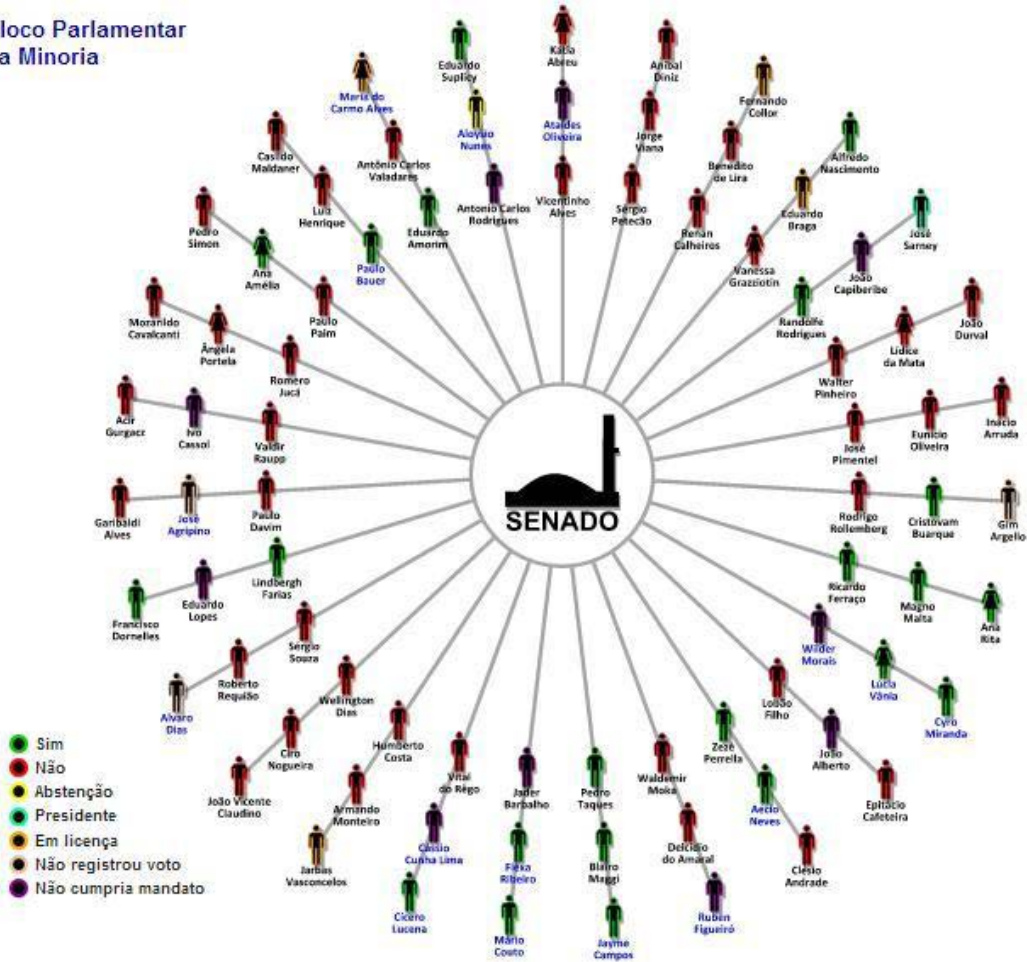 loco Parlamentar
a Minoria
Eduardo
Suplicy
Kátia
Abreu
Anibal
Diniz
Maria do
Carmo Alves
Aloysio
Nunes
Ataídes
Oliveira
Jorge
Viana
Fernando
Collor
Casildo
Maldaner
Antônio Carlos
Valadares
Antonio Carlos
Rodrigues
Vicentinho
Alves
Sérgio
Petecão
Benedito
de Lira
Alfredo
Nascimento
Pedro
Simon
Luiz
Henrique
Eduardo
Amorim
Renan
Calheiros
Eduardo
Braga
José
Sarney
Ana
Amélia
Paulo
Bauer
Vanessa
Grazziotin
João
Capiberibe
Mozarildo
Cavalcanti
Ângela
Portela
Paulo
Paim
Randolfe
Rodrigues
Lídice
da Mata
João
Durval
Romero
Jucá
Walter
Pinheiro
Acir
Gurgacz
Ivo
Cassol
Valdir
Raupp
José
Pimentel
Eunício
Oliveira
Inácio
Arruda
SENADO
Garibaldi
Alves
José
Agripino
Paulo
Davim
Rodrigo
Rollemberg
Cristovam
Buarque
Gim
Argello
Francisco
Dornelles
Eduardo
Lopes
Lindbergh
Farias
Ricardo
Ferraço
Magno
Malta
Ana
Rita
Alvaro
Dias
Roberto
Requião
Sérgio
Souza
Wilder
Morais
Lúcia
Vânia
Cyro
Miranda
João Vicente
Claudino
Ciro
Nogueira
Wellington
Dias
Lobão
Filho
João
Alberto
Epitácio
Cafeteira
Jarbas
Vasconcelos
Armando
Monteiro
Humberto
Costa
Zezé
Perrella
Aécio
Neves
Clésio
Andrade
Cícero
Lucena
Cássio
Cunha Lima
Vital
do Rêgo
Jader
Barbalho
Flexa
Ribeiro
Mário
Couto
Pedro
Taques
Blairo
Maggi
Jayme
Campos
Waldemir
Moka
Delcídio
do Amaral
Ruben
Figueiró
Sim
Não
Abstenção
Presidente
Em licença
Não registrou voto
Não cumpria mandato